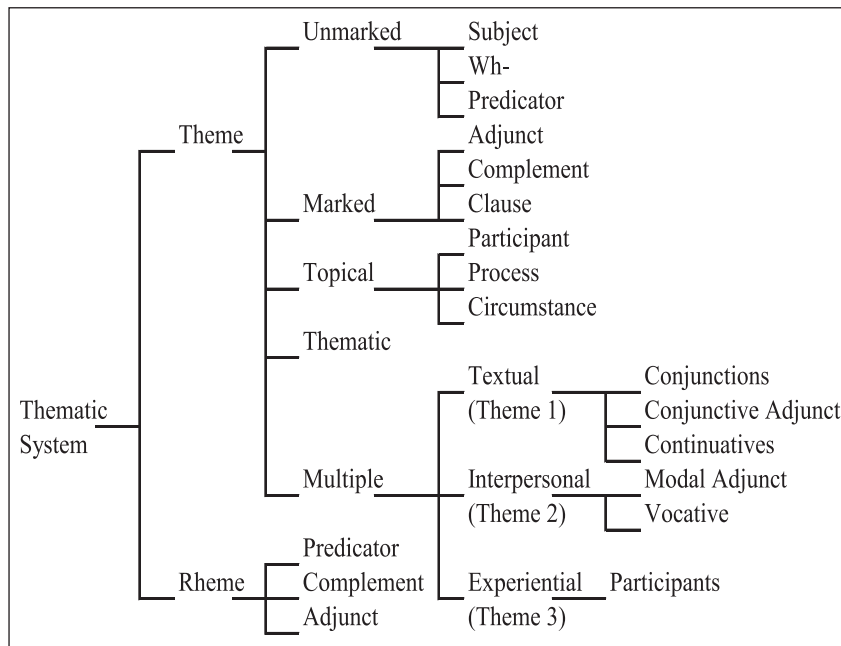 Unmarked
Subject
Wh-
Predicator
Theme
Adjunct
Complement
Marked
Clause
Participant
Topical
Process
Circumstance
Thematic
Textual
(Theme 1)
Conjunctions
Conjunctive Adjunct
Continuatives
Thematic
System
Multiple
Interpersonal
(Theme 2)
Modal Adjunct
Vocative
Rheme
Predicator
Complement
Adjunct
Experiential
(Theme 3)
Participants